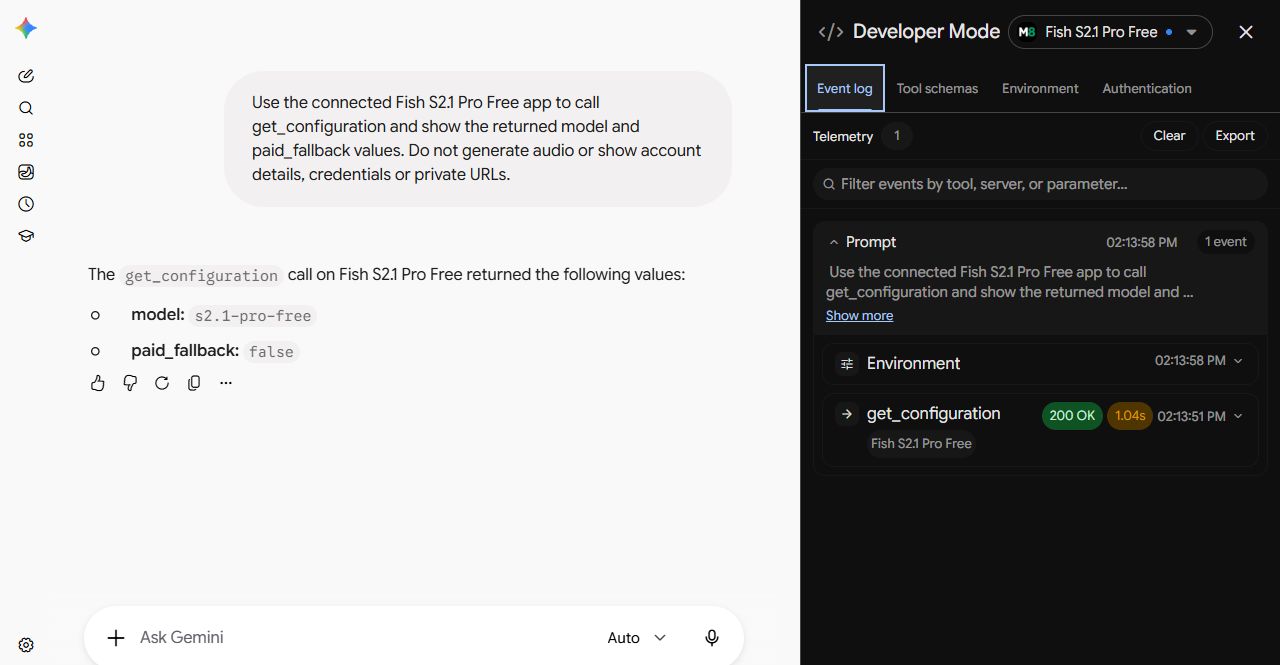 Use the connected Fish S2.1 Pro Free app to call
get_configuration and show the returned model and
paid_fallback values. Do not generate audio or show account
details, credentials or private URLs.
The get_configuration call on Fish S2.1 Pro Free returned the following values:
model: s2.1-pro-free
paid_fallback: false
Ask Gemini
Auto
</> Developer Mode
M8 Fish S2.1 Pro Free
Event log Tool schemas Environment Authentication
Telemetry 1 Clear Export
Filter events by tool, server, or parameter...
Prompt 02:13:58 PM 1 event
Use the connected Fish S2.1 Pro Free app to call
get_configuration and show the returned model and ...
Show more
Environment 02:13:58 PM
get_configuration 200 OK 1.04s 02:13:51 PM
Fish S2.1 Pro Free